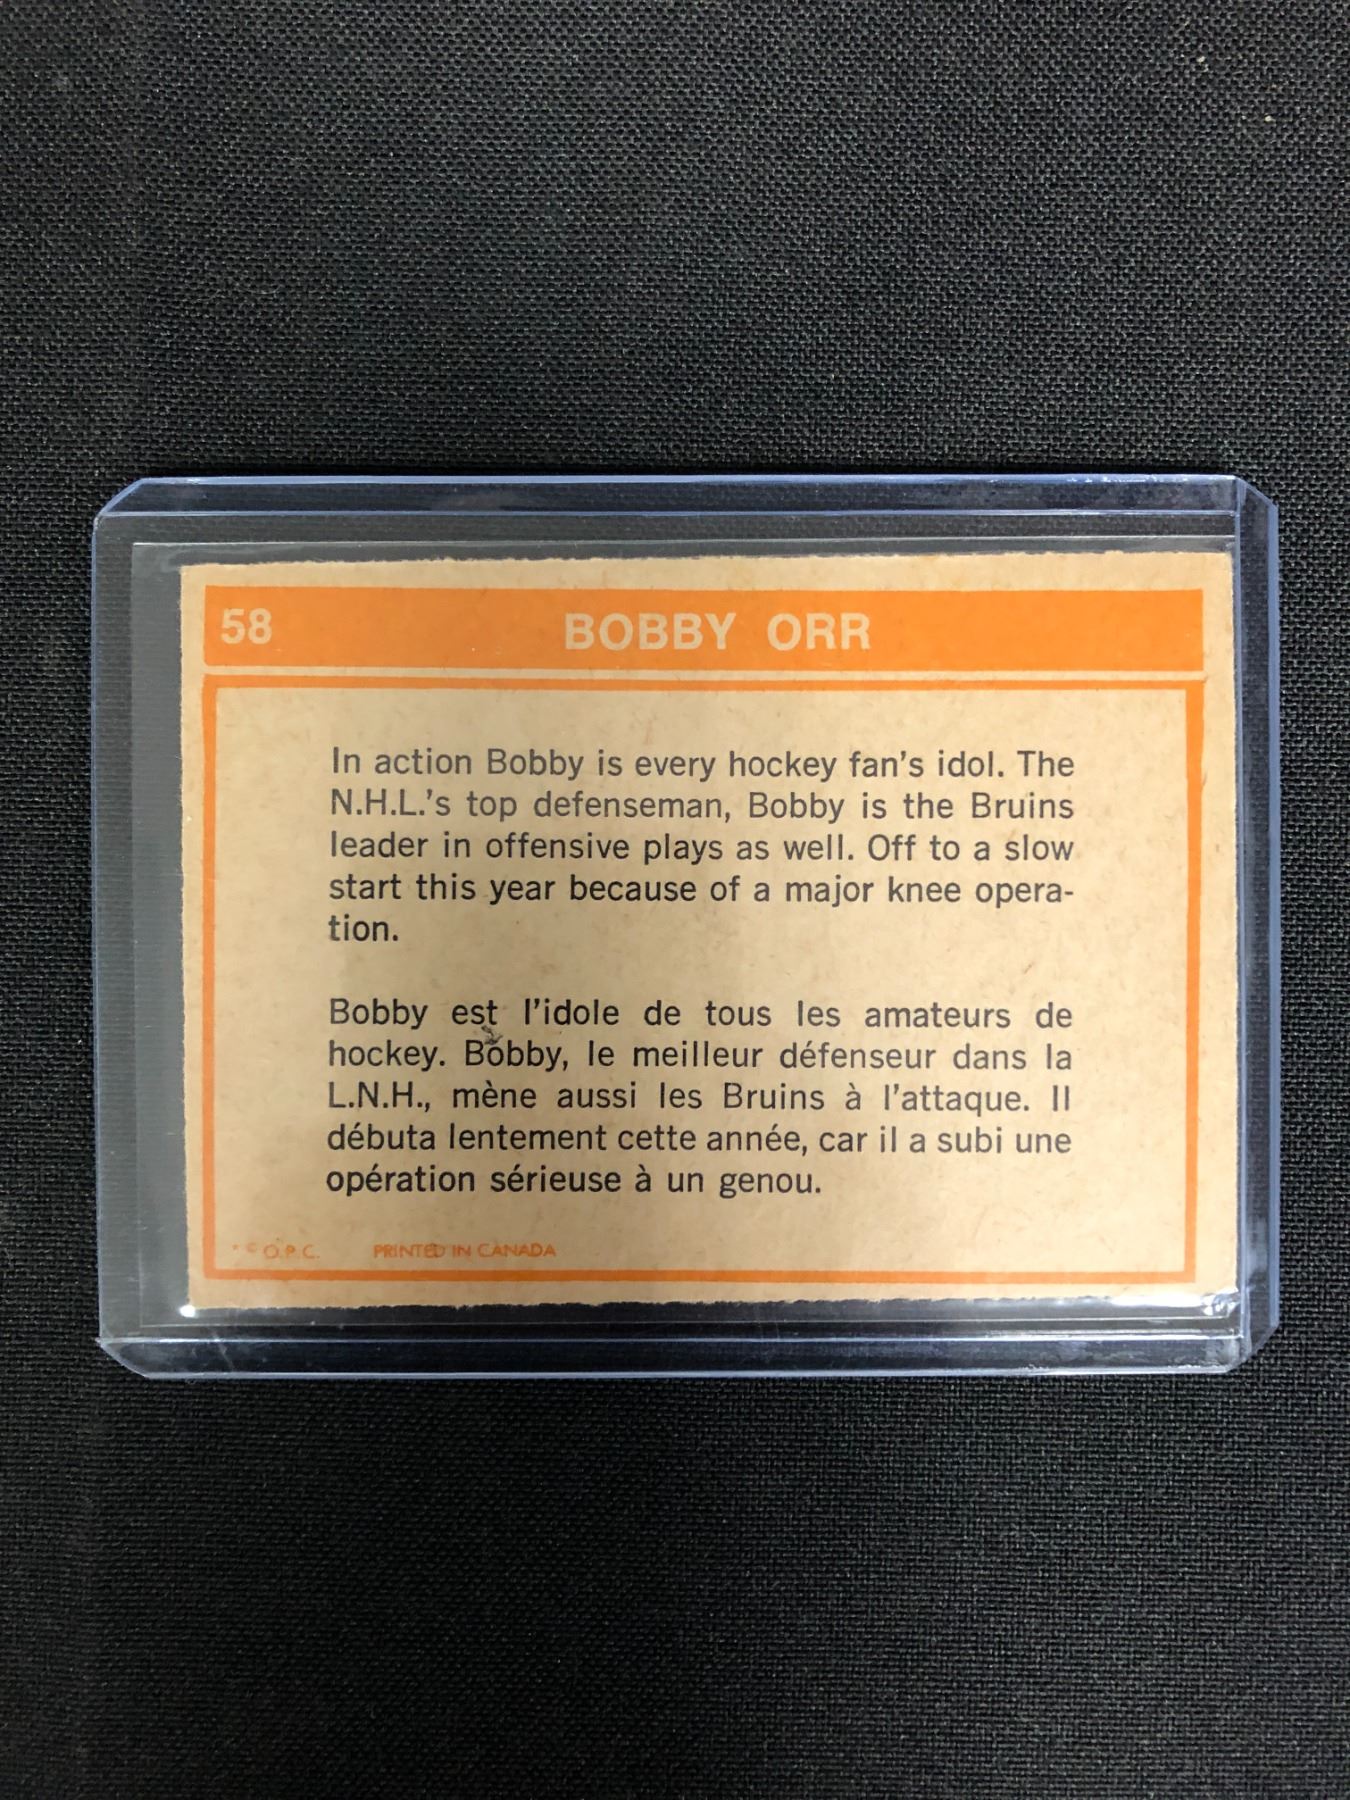 58 BOBBY ORR
In action Bobby is every hockey fan's idol. The
N.H.L.'s top defenseman, Bobby is the Bruins
leader in offensive plays as well. Off to a slow
start this year because of a major knee opera-
tion.
Bobby est l'idole de tous les amateurs de
hockey. Bobby, le meilleur défenseur dans la
L.N.H., mène aussi les Bruins à l'attaque. Il
débuta lentement cette année, car il a subi une
opération sérieuse à un genou.
* © O.P.C. PRINTED IN CANADA